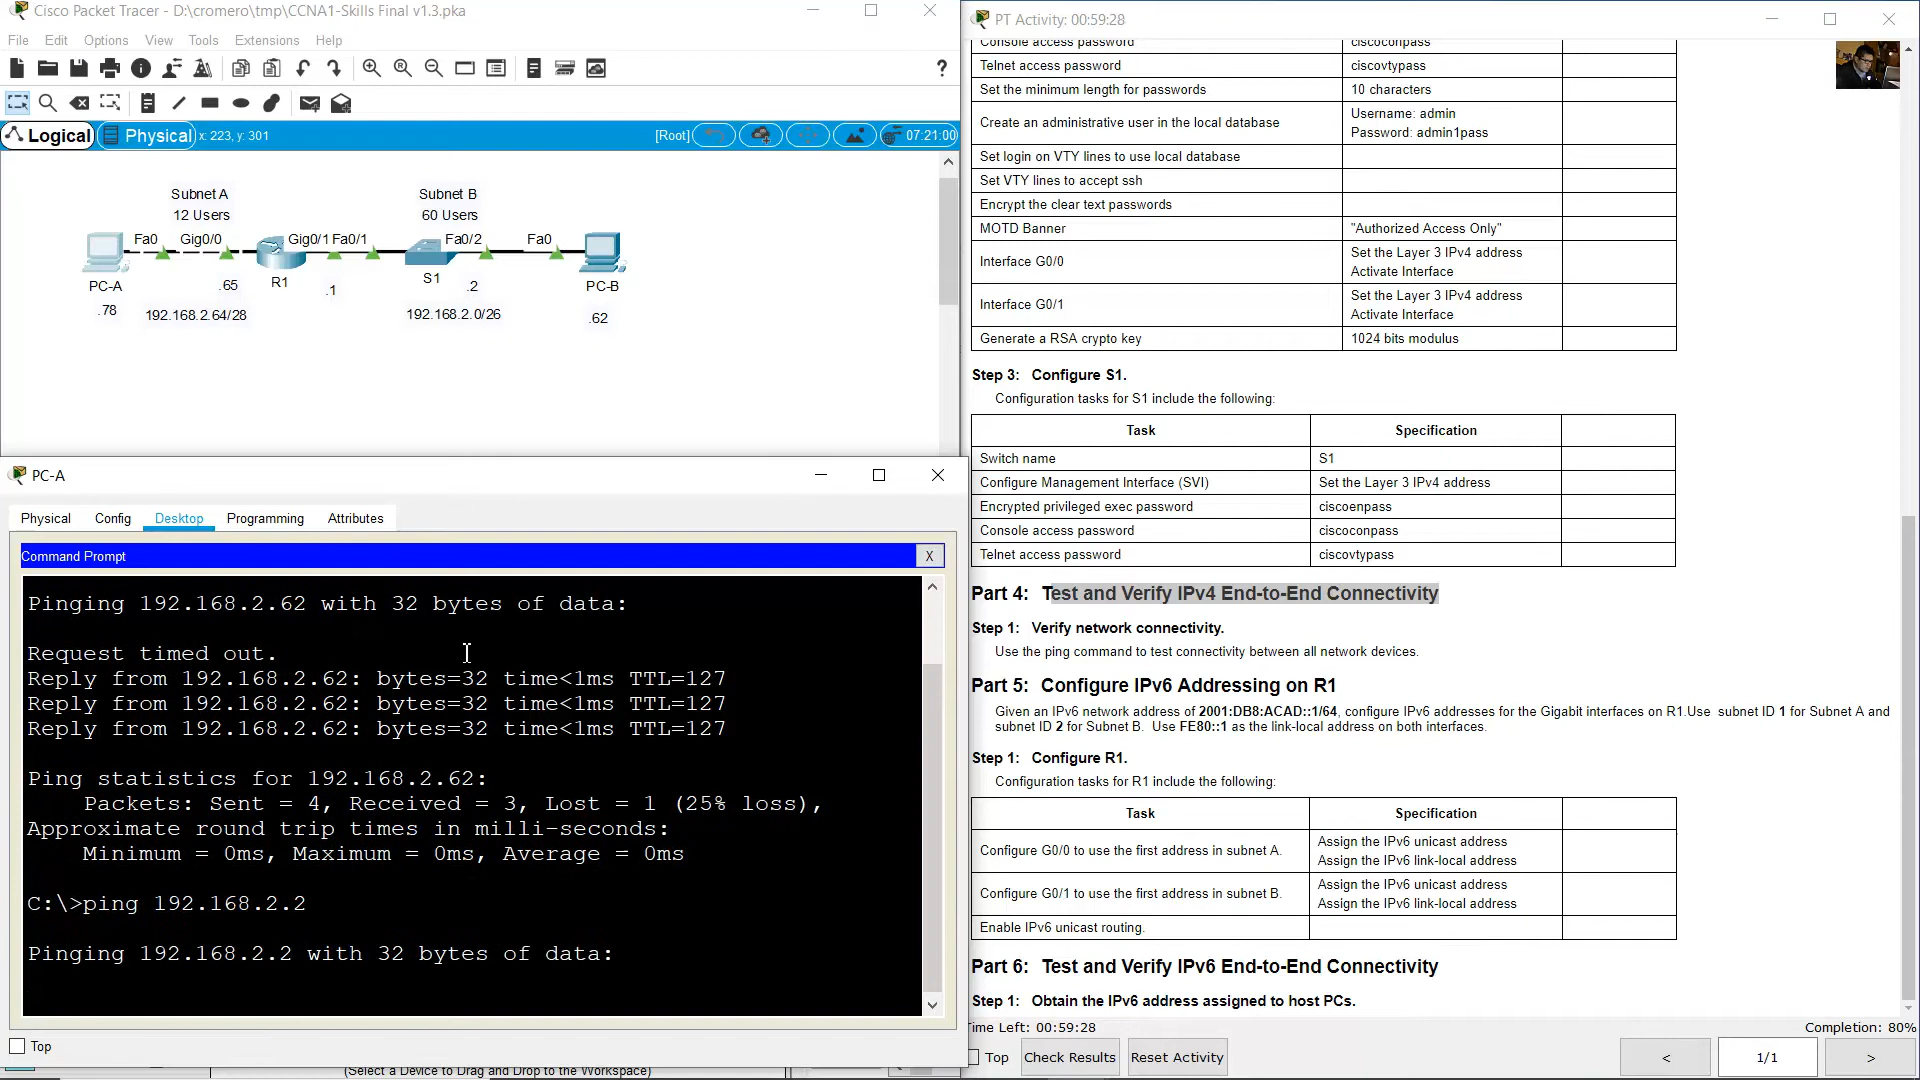 Cisco Packet Tracer - D:\cromero\tmp\CCNA1-Skills Final v1.3.pka
File Edit Options View Tools Extensions Help
?
Logical Physical x: 223, y: 301 [Root] 07:21:00
Subnet A
12 Users
Subnet B
60 Users
Fa0 Gig0/0 Gig0/1 Fa0/1 Fa0/2 Fa0
PC-A .65 R1 .1 S1 .2 PC-B
.78 192.168.2.64/28 192.168.2.0/26 .62
PC-A
Physical Config Desktop Programming Attributes
Command Prompt X
Pinging 192.168.2.62 with 32 bytes of data:
Request timed out.
Reply from 192.168.2.62: bytes=32 time<1ms TTL=127
Reply from 192.168.2.62: bytes=32 time<1ms TTL=127
Reply from 192.168.2.62: bytes=32 time<1ms TTL=127
Ping statistics for 192.168.2.62:
Packets: Sent = 4, Received = 3, Lost = 1 (25% loss),
Approximate round trip times in milli-seconds:
Minimum = 0ms, Maximum = 0ms, Average = 0ms
C:\>ping 192.168.2.2
Pinging 192.168.2.2 with 32 bytes of data:
Top
(Select a Device to Drag and Drop to the Workspace)
PT Activity: 00:59:28
Console access password ciscoconpass
Telnet access password ciscovtypass
Set the minimum length for passwords 10 characters
Create an administrative user in the local database Username: admin
Password: admin1pass
Set login on VTY lines to use local database
Set VTY lines to accept ssh
Encrypt the clear text passwords
MOTD Banner "Authorized Access Only"
Interface G0/0 Set the Layer 3 IPv4 address
Activate Interface
Interface G0/1 Set the Layer 3 IPv4 address
Activate Interface
Generate a RSA crypto key 1024 bits modulus
Step 3: Configure S1.
Configuration tasks for S1 include the following:
Task Specification
Switch name S1
Configure Management Interface (SVI) Set the Layer 3 IPv4 address
Encrypted privileged exec password ciscoenpass
Console access password ciscoconpass
Telnet access password ciscovtypass
Part 4: Test and Verify IPv4 End-to-End Connectivity
Step 1: Verify network connectivity.
Use the ping command to test connectivity between all network devices.
Part 5: Configure IPv6 Addressing on R1
Given an IPv6 network address of 2001:DB8:ACAD::1/64, configure IPv6 addresses for the Gigabit interfaces on R1.Use subnet ID 1 for Subnet A and
subnet ID 2 for Subnet B. Use FE80::1 as the link-local address on both interfaces.
Step 1: Configure R1.
Configuration tasks for R1 include the following:
Task Specification
Configure G0/0 to use the first address in subnet A. Assign the IPv6 unicast address
Assign the IPv6 link-local address
Configure G0/1 to use the first address in subnet B. Assign the IPv6 unicast address
Assign the IPv6 link-local address
Enable IPv6 unicast routing.
Part 6: Test and Verify IPv6 End-to-End Connectivity
Step 1: Obtain the IPv6 address assigned to host PCs.
Time Left: 00:59:28 Completion: 80%
Top Check Results Reset Activity < 1/1 >